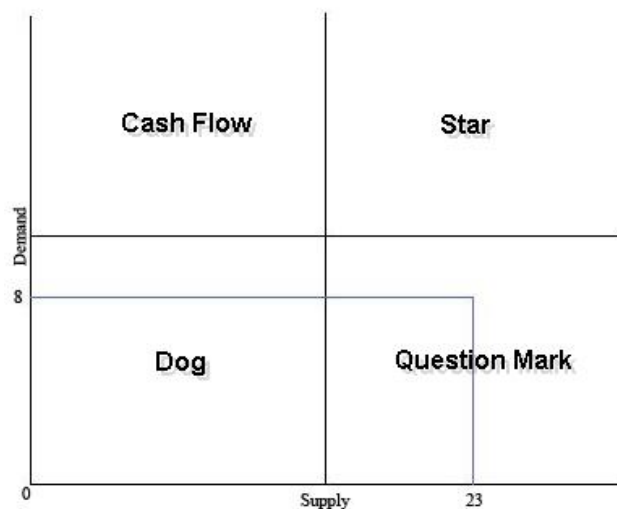 Cash Flow
Star
Demand
8
Dog
Question Mark
0
Supply
23